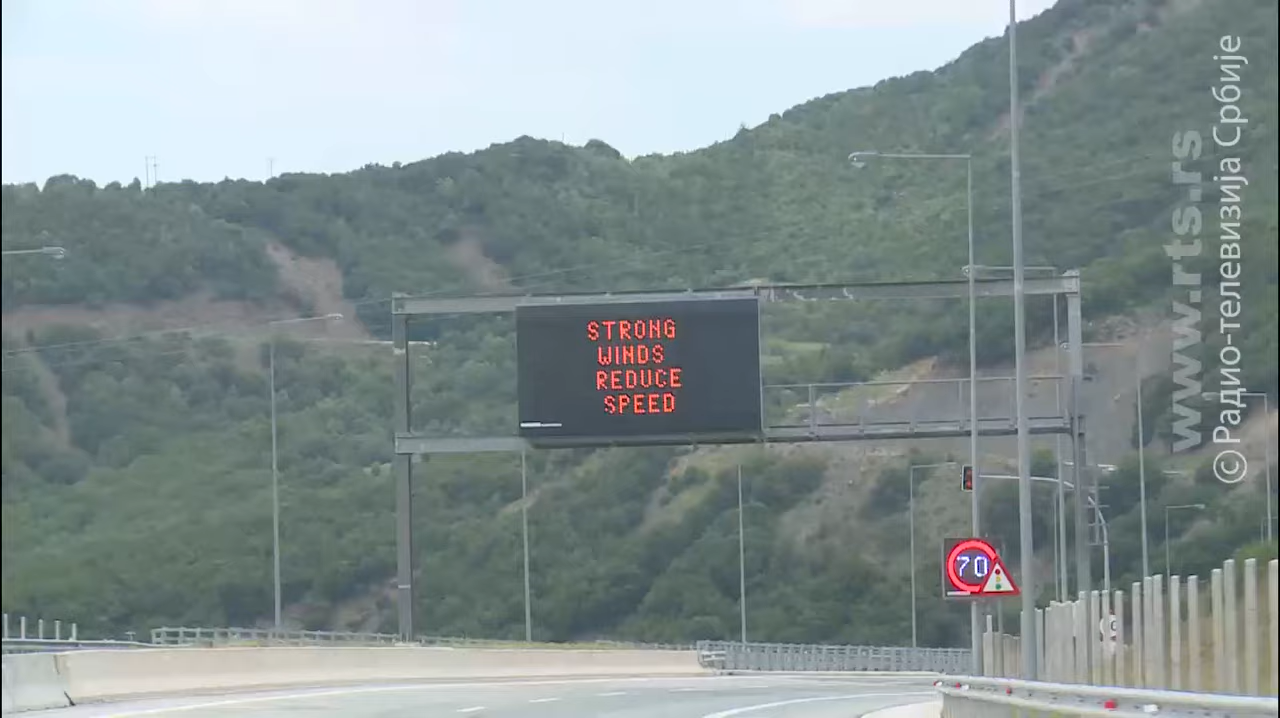 STRONG
WINDS
REDUCE
SPEED
70
www.rts.rs
© Радио-телевизија Србије